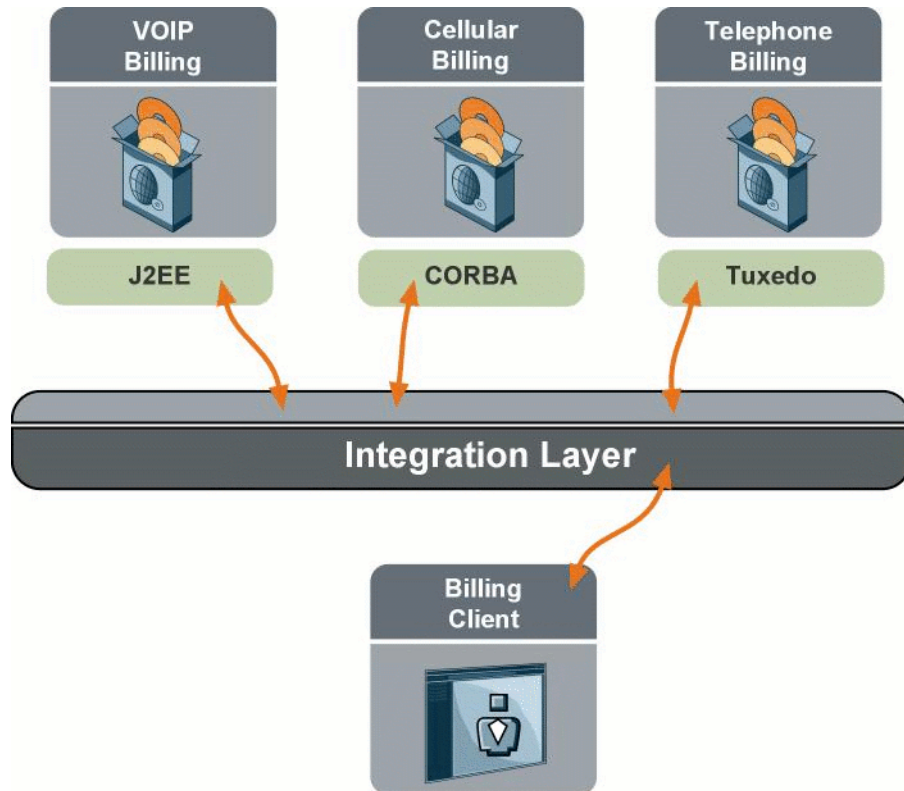 VOIP
Billing
Cellular
Billing
Telephone
Billing
J2EE
CORBA
Tuxedo
Integration Layer
Billing
Client